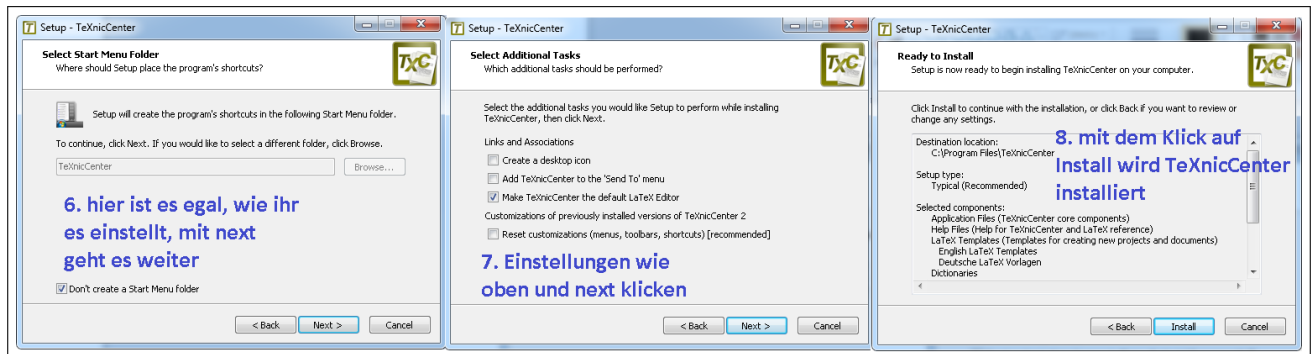 Setup - TeXnicCenter
Select Start Menu Folder
Where should Setup place the program's shortcuts?
TXC
Setup will create the program's shortcuts in the following Start Menu folder.
To continue, click Next. If you would like to select a different folder, click Browse.
TeXnicCenter
Browse...
6. hier ist es egal, wie ihr
es einstellt, mit next
geht es weiter
Don't create a Start Menu folder
< Back
Next >
Cancel
Setup - TeXnicCenter
Select Additional Tasks
Which additional tasks should be performed?
TXC
Select the additional tasks you would like Setup to perform while installing
TeXnicCenter, then click Next.
Links and Associations
Create a desktop icon
Add TeXnicCenter to the 'Send To' menu
Make TeXnicCenter the default LaTeX Editor
Customizations of previously installed versions of TeXnicCenter 2
Reset customizations (menus, toolbars, shortcuts) [recommended]
7. Einstellungen wie
oben und next klicken
< Back
Next >
Cancel
Setup - TeXnicCenter
Ready to Install
Setup is now ready to begin installing TeXnicCenter on your computer.
TXC
Click Install to continue with the installation, or click Back if you want to review or
change any settings.
Destination location:
C:\Program Files\TeXnicCenter
Setup type:
Typical (Recommended)
Selected components:
Application Files (TeXnicCenter core components)
Help Files (Help for TeXnicCenter and LaTeX reference)
LaTeX Templates (Templates for creating new projects and documents)
English LaTeX Templates
Deutsche LaTeX Vorlagen
Dictionaries
8. mit dem Klick auf
Install wird TeXnicCenter
installiert
< Back
Install
Cancel